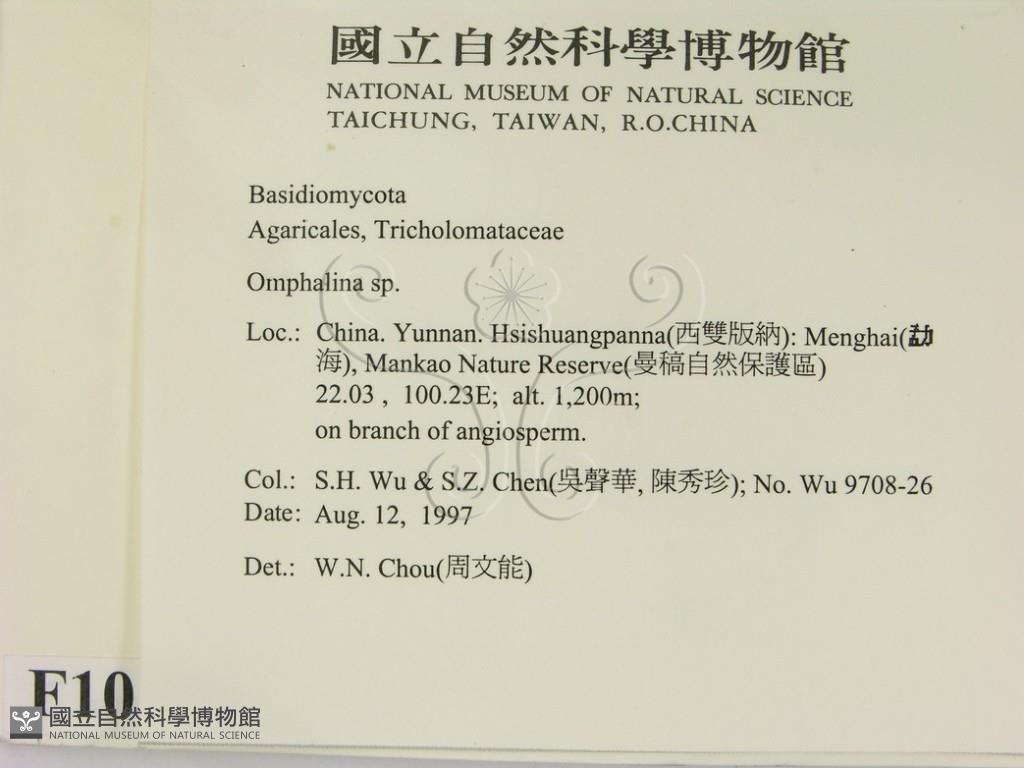 國立自然科學博物館
NATIONAL MUSEUM OF NATURAL SCIENCE
TAICHUNG, TAIWAN, R.O.CHINA
Basidiomycota
Agaricales, Tricholomataceae
Omphalina sp.
Loc.: China. Yunnan. Hsishuangpanna(西雙版納): Menghai(勐
海), Mankao Nature Reserve(曼稿自然保護區)
22.03 , 100.23E; alt. 1,200m;
on branch of angiosperm.
Col.: S.H. Wu & S.Z. Chen(吳聲華, 陳秀珍); No. Wu 9708-26
Date: Aug. 12, 1997
Det.: W.N. Chou(周文能)
F10
國立自然科學博物館
NATIONAL MUSEUM OF NATURAL SCIENCE